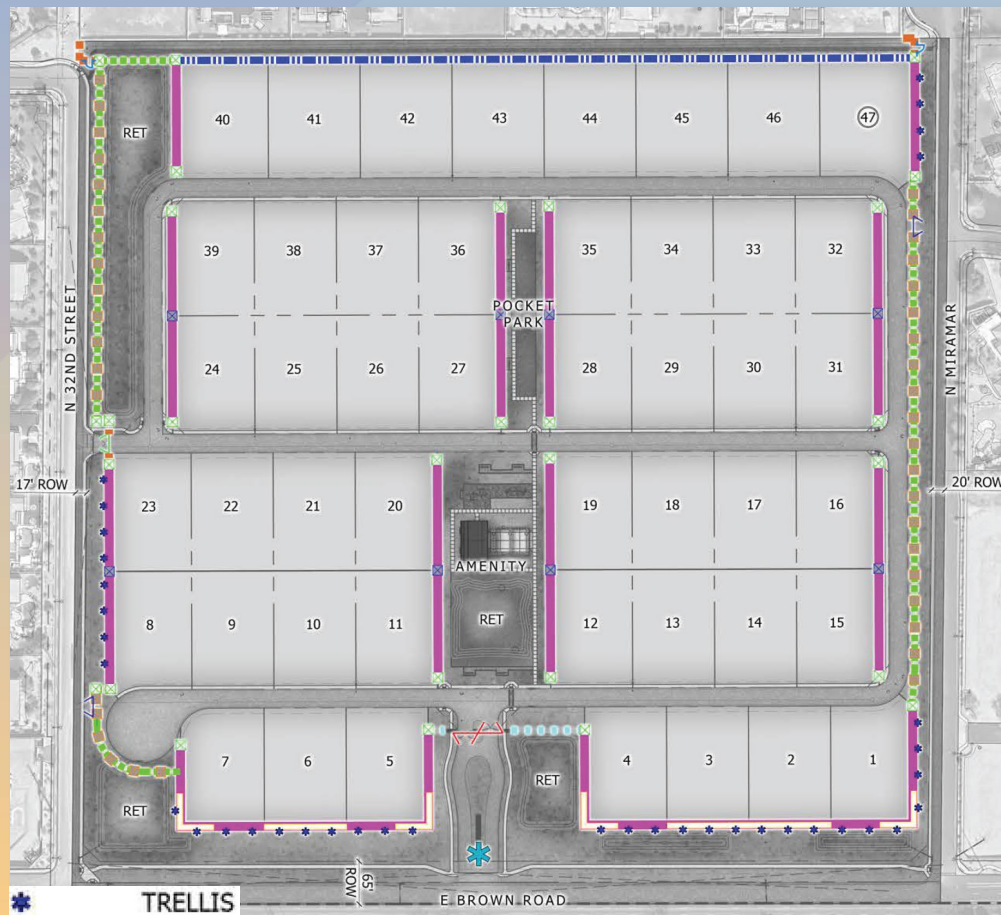 RET
40 41 42 43 44 45 46 47
39 38 37 36
35 34 33 32
POCKET
PARK
N 32ND STREET
N MIRAMAR
24 25 26 27
28 29 30 31
17' ROW
20' ROW
23 22 21 20
19 18 17 16
AMENITY
8 9 10 11
RET
12 13 14 15
7 6 5
RET
4 3 2 1
RET
65'
ROW
E BROWN ROAD
TRELLIS